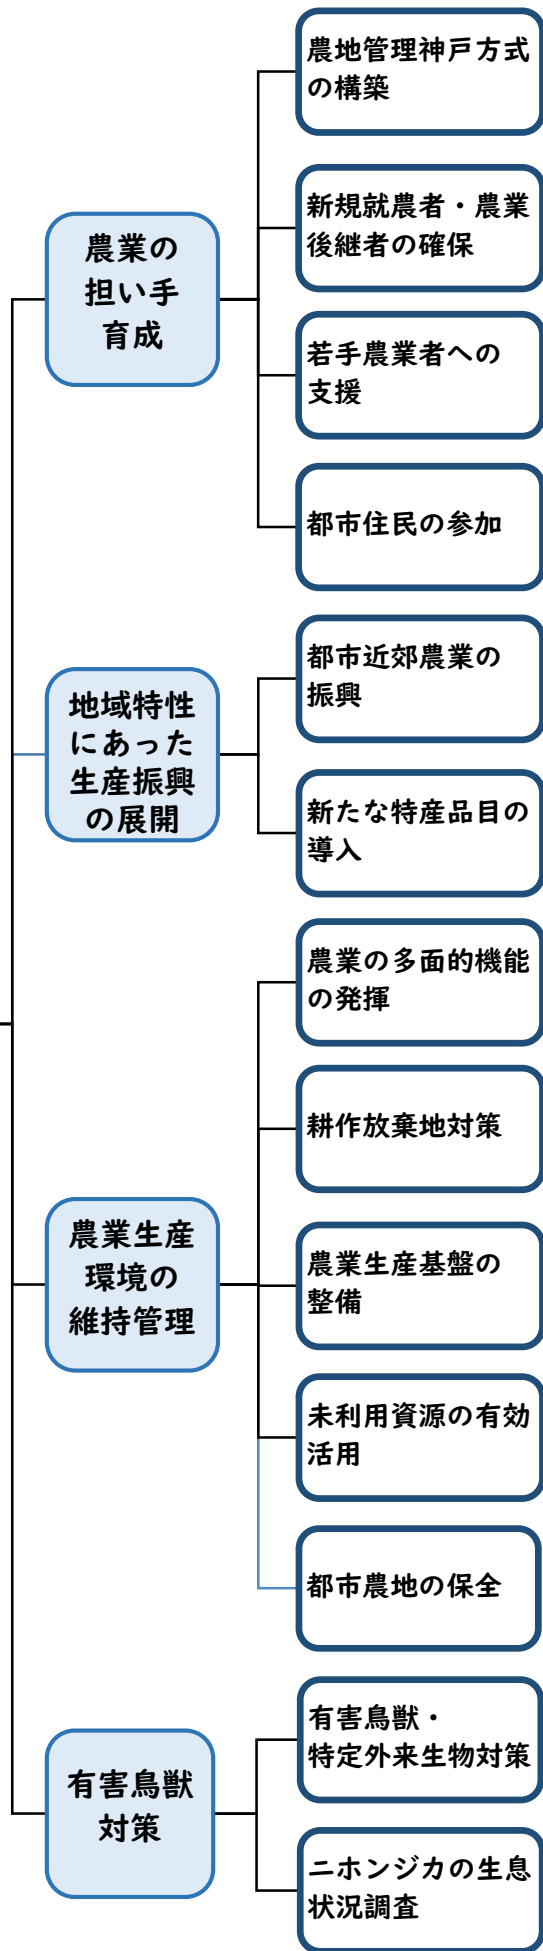 農業の
担い手
育成
農地管理神戸方式
の構築
新規就農者・農業
後継者の確保
若手農業者への
支援
都市住民の参加
地域特性
にあった
生産振興
の展開
都市近郊農業の
振興
新たな特産品目の
導入
農業生産
環境の
維持管理
農業の多面的機能
の発揮
耕作放棄地対策
農業生産基盤の
整備
未利用資源の有効
活用
都市農地の保全
有害鳥獣
対策
有害鳥獣・
特定外来生物対策
ニホンジカの生息
状況調査